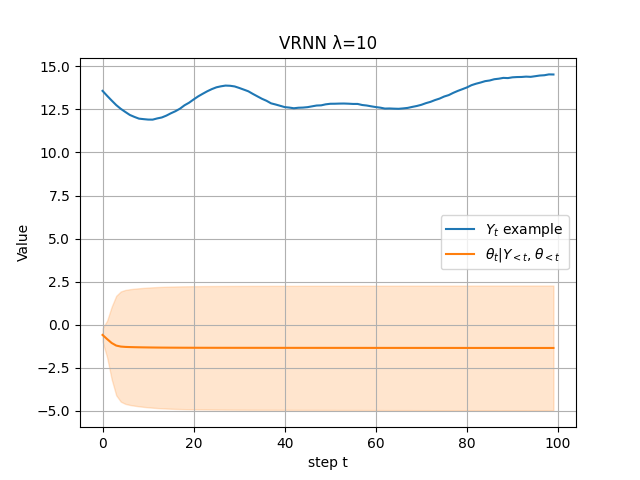 VRNN λ=10
Value
15.0
12.5
10.0
7.5
5.0
2.5
0.0
−2.5
−5.0
Y_t example
θ_t|Y_{<t}, θ_{<t}
0 20 40 60 80 100
step t